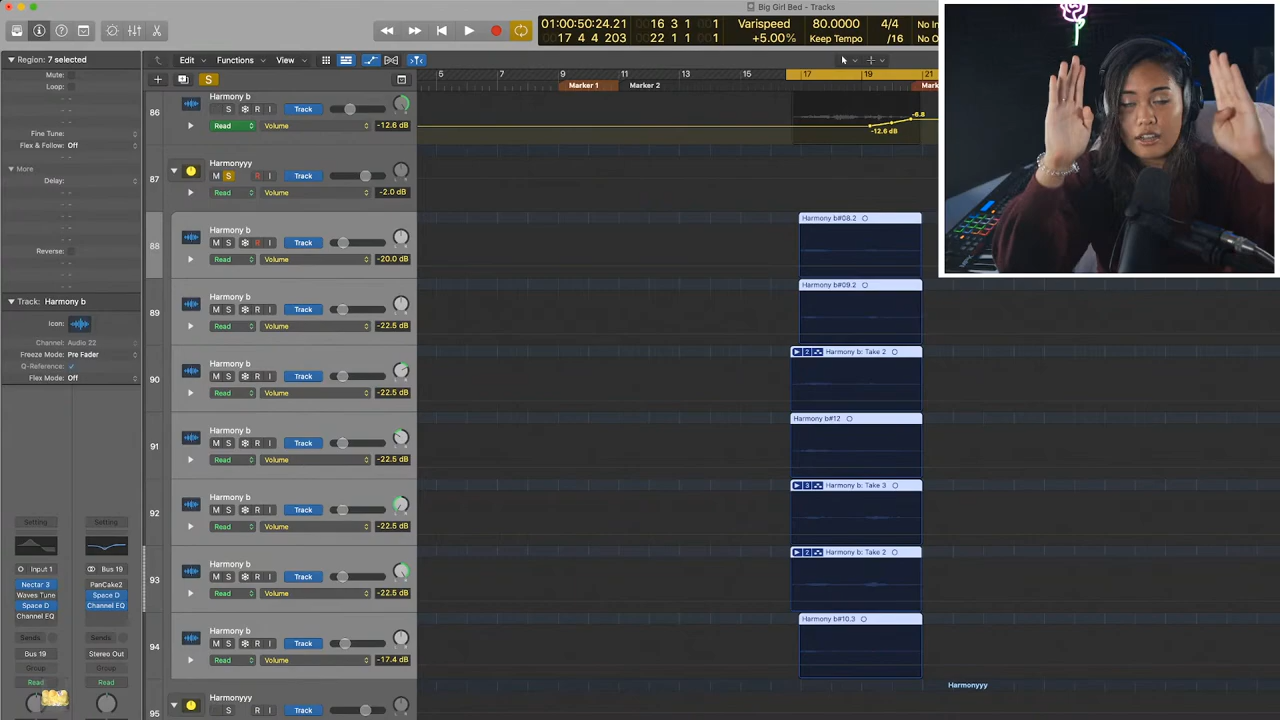 Big Girl Bed - Tracks
01:00:50:24.21 16 3 1 1 Varispeed 80.0000 4/4 No In
17 4 4 203 22 1 1 1 +5.00% Keep Tempo /16 No O
Region: 7 selected
Mute:
Loop:
Fine Tune:
Flex & Follow: Off
More
Delay:
Reverse:
Track: Harmony b
Icon:
Channel: Audio 22
Freeze Mode: Pre Fader
Q-Reference:
Flex Mode: Off
Setting Setting
Input 1 Bus 19
Nectar 3 PanCake2
Waves Tune Space D
Space D Channel EQ
Channel EQ
Sends Sends
Bus 19 Stereo Out
Group Group
Read Read
Edit Functions View
S
5 7 9 11 13 15 17 19 21
Marker 1 Marker 2 Mark
86 Harmony b
S R I Track
Read Volume -12.6 dB
-12.6 dB -6.8
87 Harmonyyy
M S R I Track
Read Volume -2.0 dB
88 Harmony b
M S R I Track
Read Volume -20.0 dB
Harmony b#08.2
89 Harmony b
M S R I Track
Read Volume -22.5 dB
Harmony b#09.2
90 Harmony b
M S R I Track
Read Volume -22.5 dB
2 Harmony b: Take 2
91 Harmony b
M S R I Track
Read Volume -22.5 dB
Harmony b#12
92 Harmony b
M S R I Track
Read Volume -22.5 dB
3 Harmony b: Take 3
93 Harmony b
M S R I Track
Read Volume -22.5 dB
2 Harmony b: Take 2
94 Harmony b
M S R I Track
Read Volume -17.4 dB
Harmony b#10.3
Harmonyyy
95 Harmonyyy
S R I Track